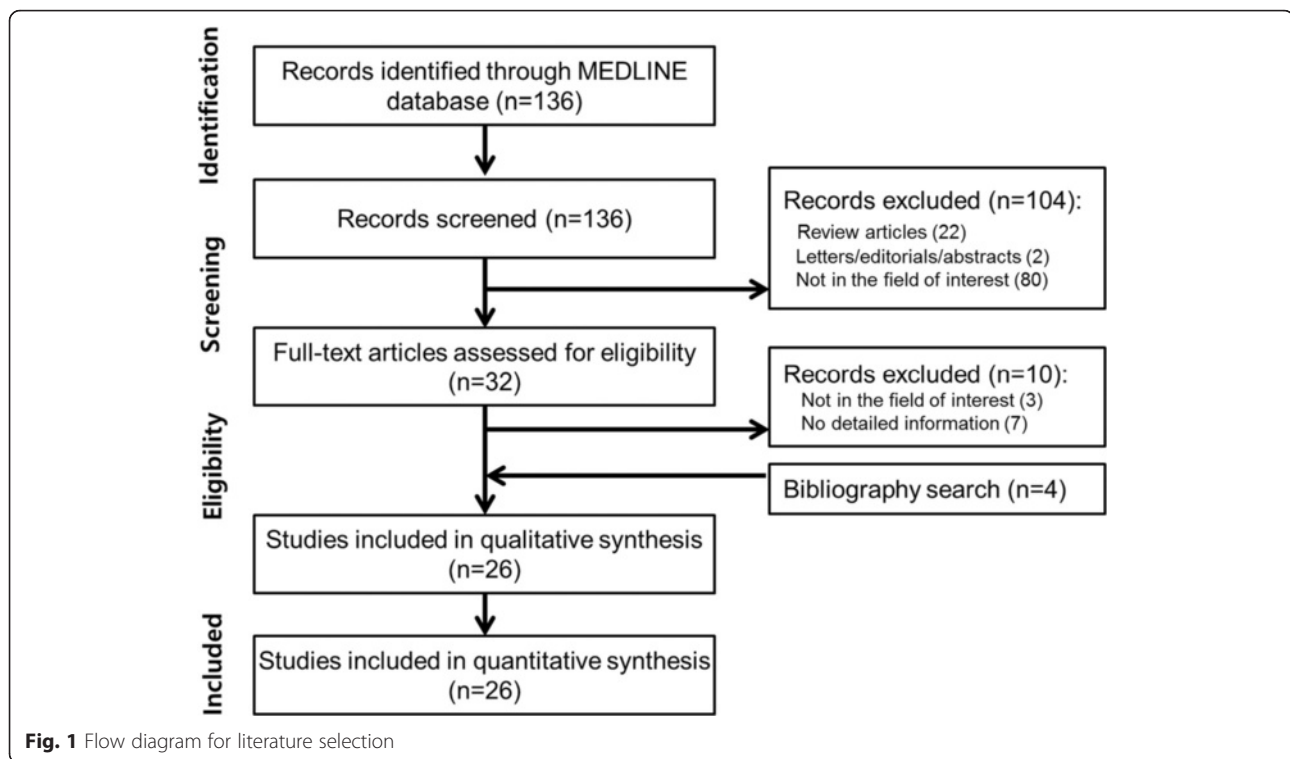 Identification
Records identified through MEDLINE
database (n=136)
Screening
Records screened (n=136)
Records excluded (n=104):
Review articles (22)
Letters/editorials/abstracts (2)
Not in the field of interest (80)
Full-text articles assessed for eligibility
(n=32)
Eligibility
Records excluded (n=10):
Not in the field of interest (3)
No detailed information (7)
Bibliography search (n=4)
Studies included in qualitative synthesis
(n=26)
Included
Studies included in quantitative synthesis
(n=26)
Fig. 1 Flow diagram for literature selection